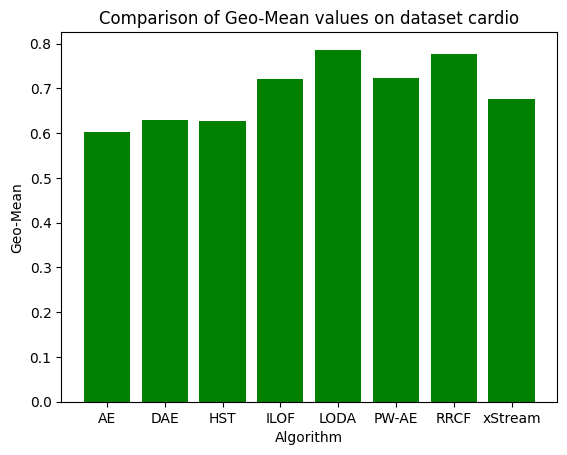 Comparison of Geo-Mean values on dataset cardio
0.8
0.7
0.6
0.5
0.4
0.3
0.2
0.1
0.0
Geo-Mean
AE DAE HST ILOF LODA PW-AE RRCF xStream
Algorithm